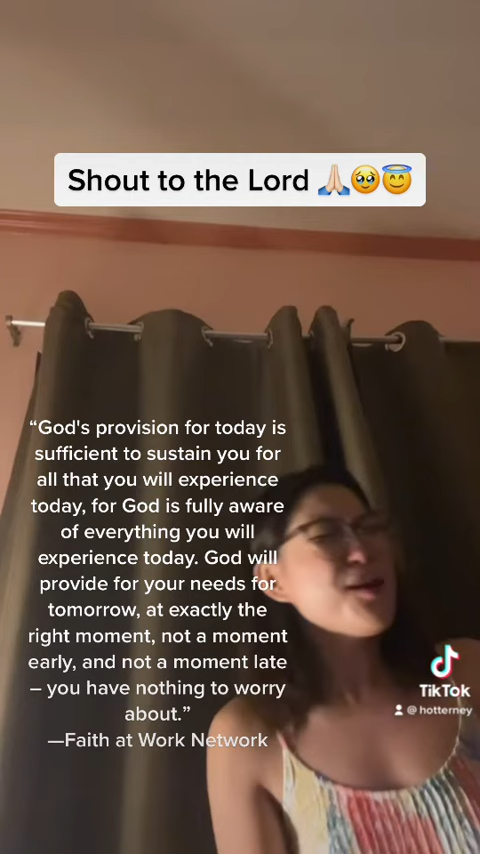 Shout to the Lord 🙏🏻🥹😇
“God's provision for today is
sufficient to sustain you for
all that you will experience
today, for God is fully aware
of everything you will
experience today. God will
provide for your needs for
tomorrow, at exactly the
right moment, not a moment
early, and not a moment late
– you have nothing to worry
about.”
—Faith at Work Network
TikTok
@hotterney